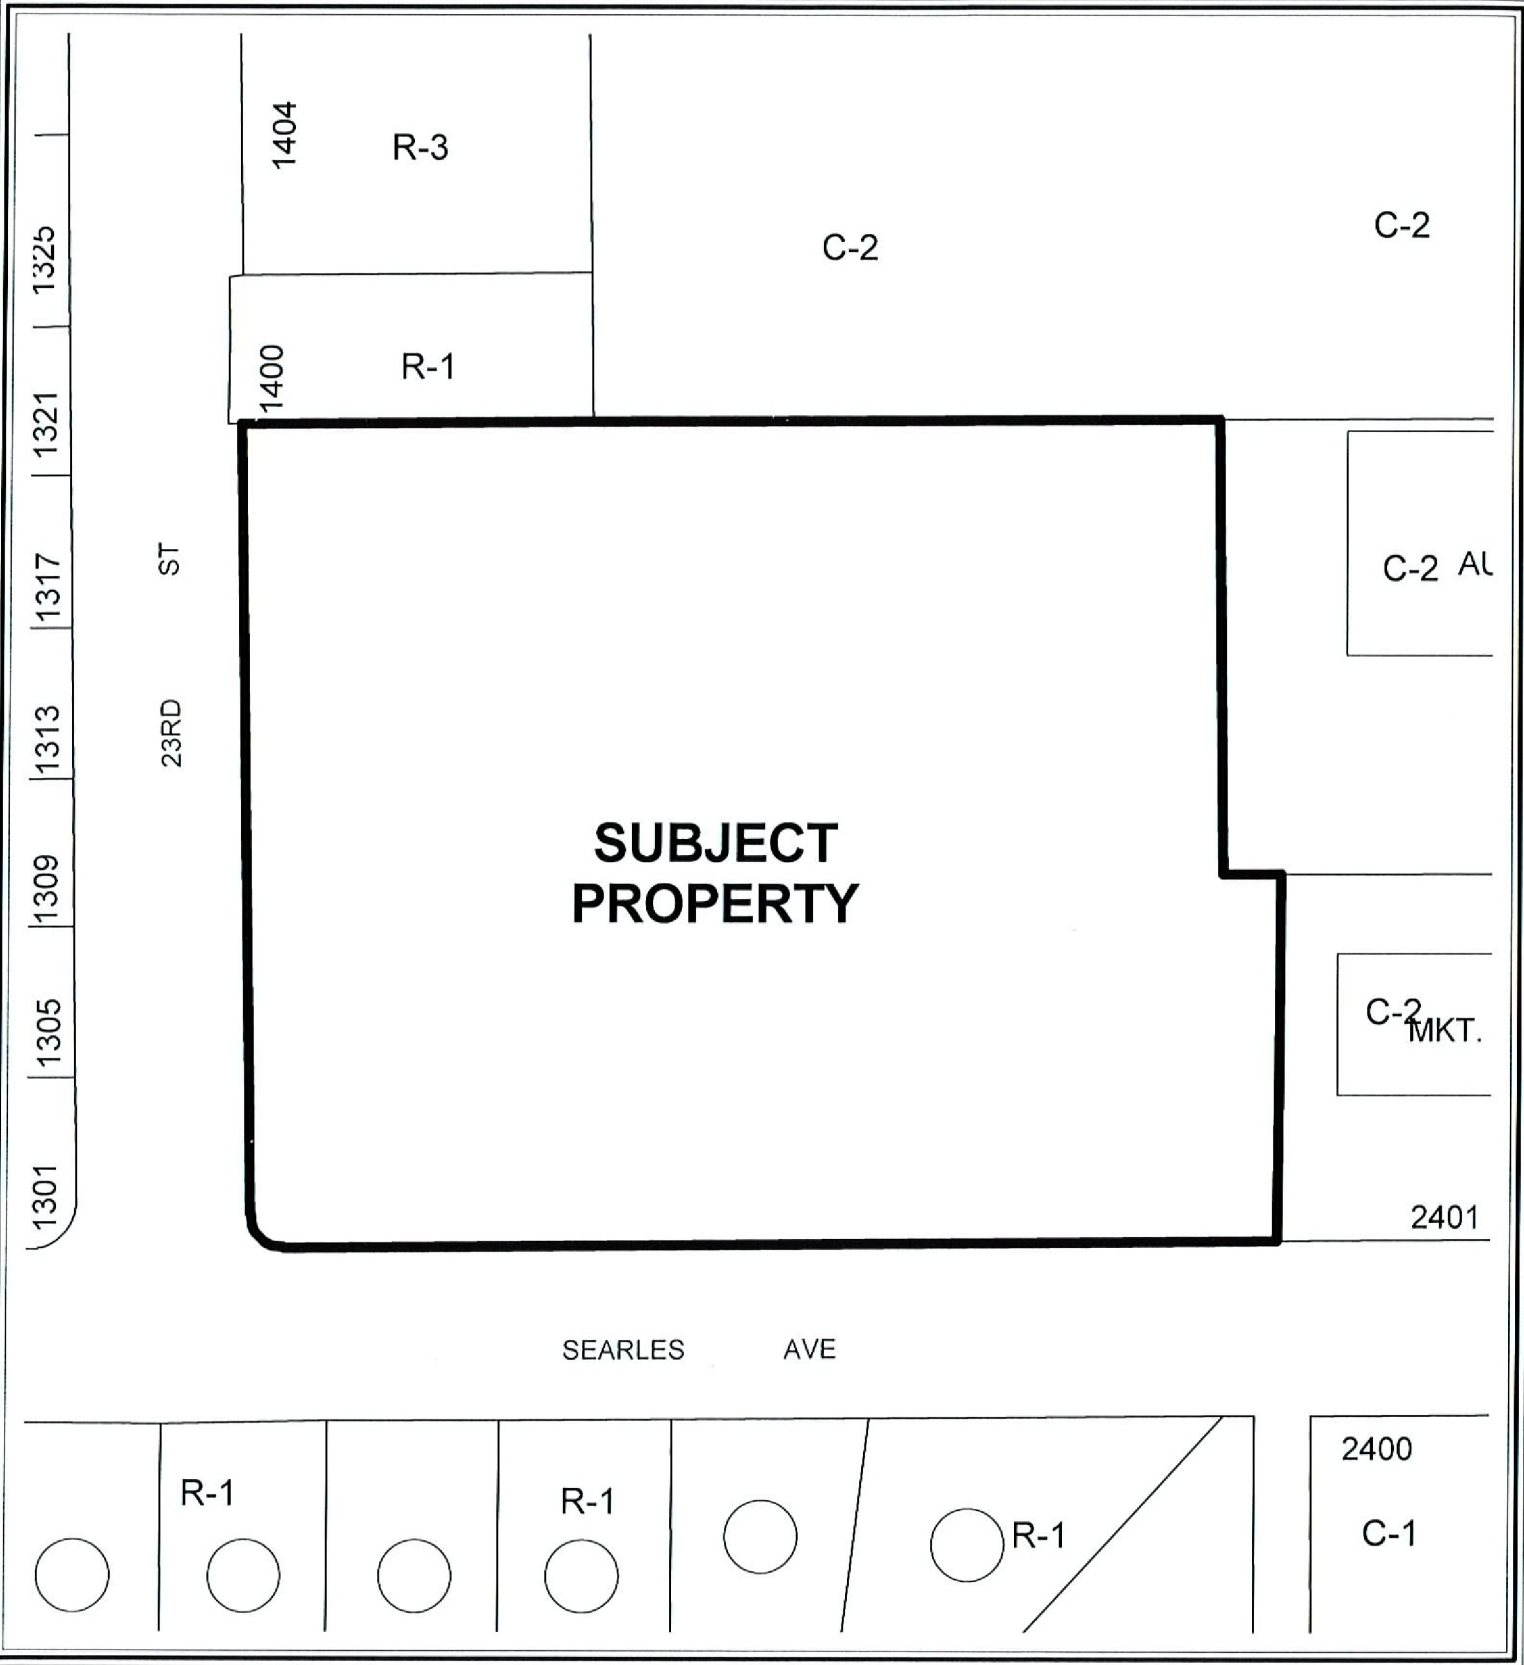 1404
R-3
1325
C-2
C-2
1400
R-1
1321
ST
C-2
AU
1317
23RD
1313
SUBJECT
PROPERTY
1309
C-2
MKT.
1305
1301
2401
SEARLES AVE
2400
R-1
R-1
R-1
C-1